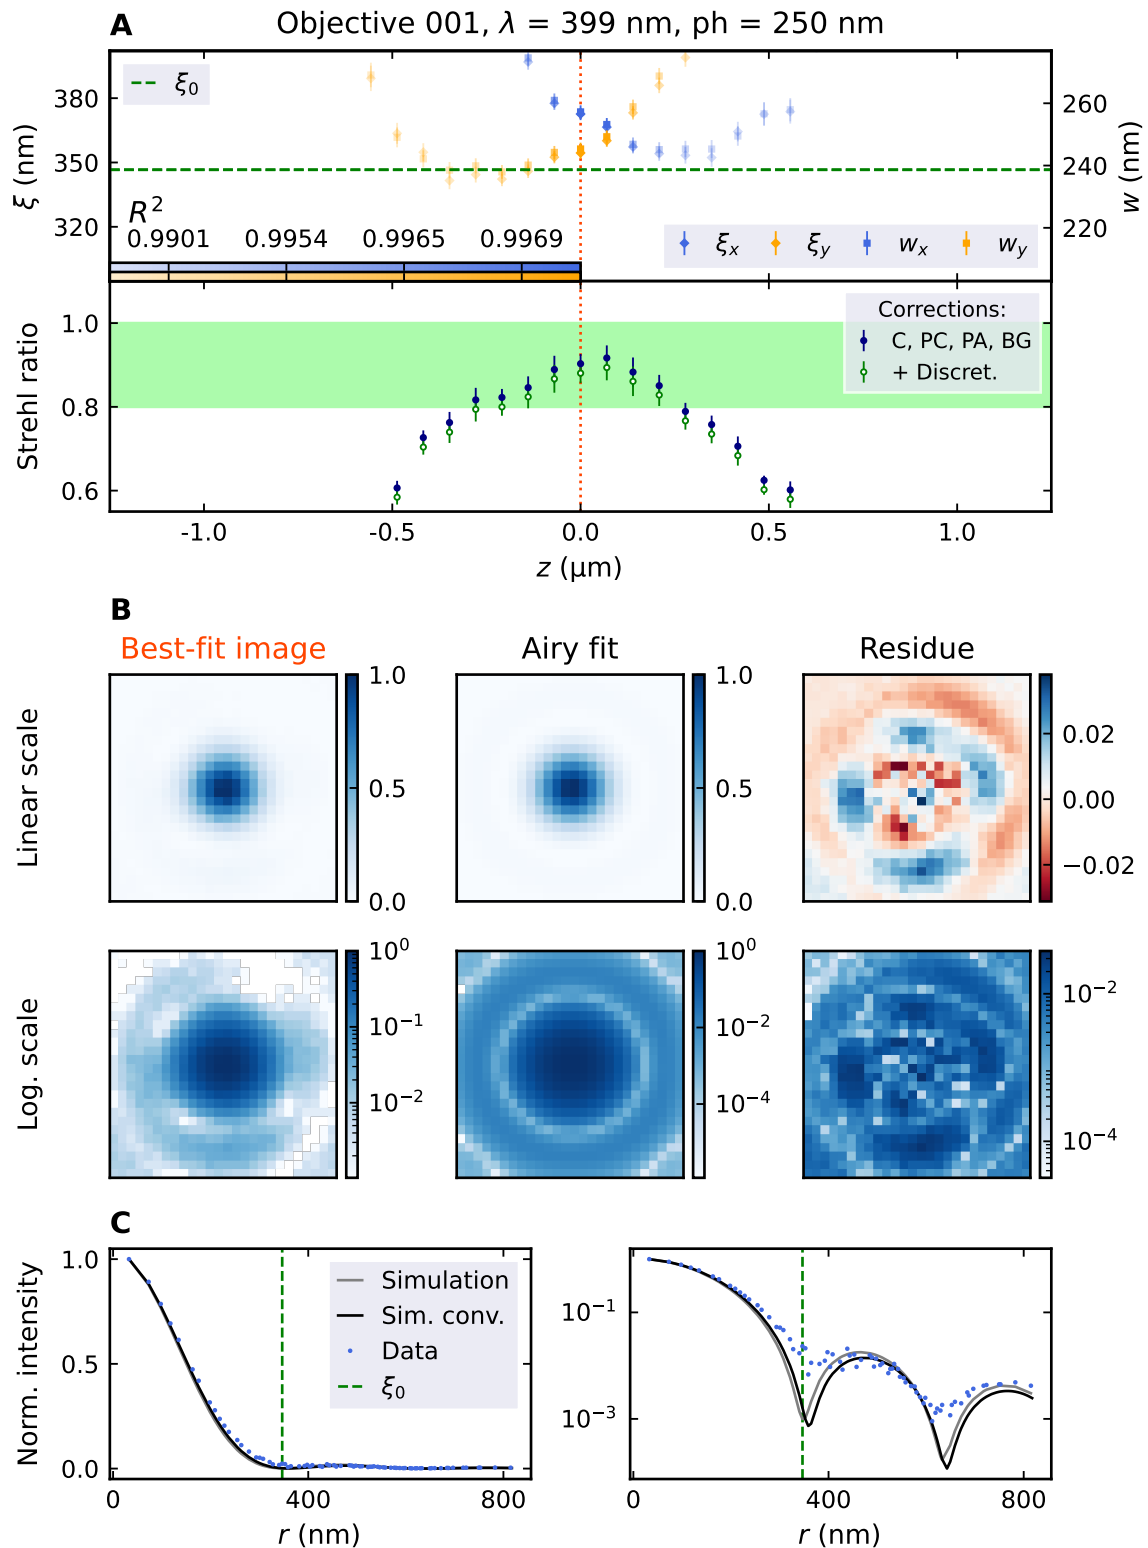 A
Objective 001, λ = 399 nm, ph = 250 nm
ξ₀
380
350
320
ξ (nm)
260
240
220
w (nm)
R²
0.9901 0.9954 0.9965 0.9969
ξₓ ξᵧ wₓ wᵧ
Corrections:
C, PC, PA, BG
+ Discret.
1.0
0.8
0.6
Strehl ratio
-1.0 -0.5 0.0 0.5 1.0
z (μm)
B
Best-fit image Airy fit Residue
Linear scale
1.0
0.5
0.0
1.0
0.5
0.0
0.02
0.00
−0.02
Log. scale
10⁰
10⁻¹
10⁻²
10⁰
10⁻²
10⁻⁴
10⁻²
10⁻⁴
C
Norm. intensity
1.0
0.5
0.0
Simulation
Sim. conv.
Data
ξ₀
0 400 800
r (nm)
10⁻¹
10⁻³
0 400 800
r (nm)